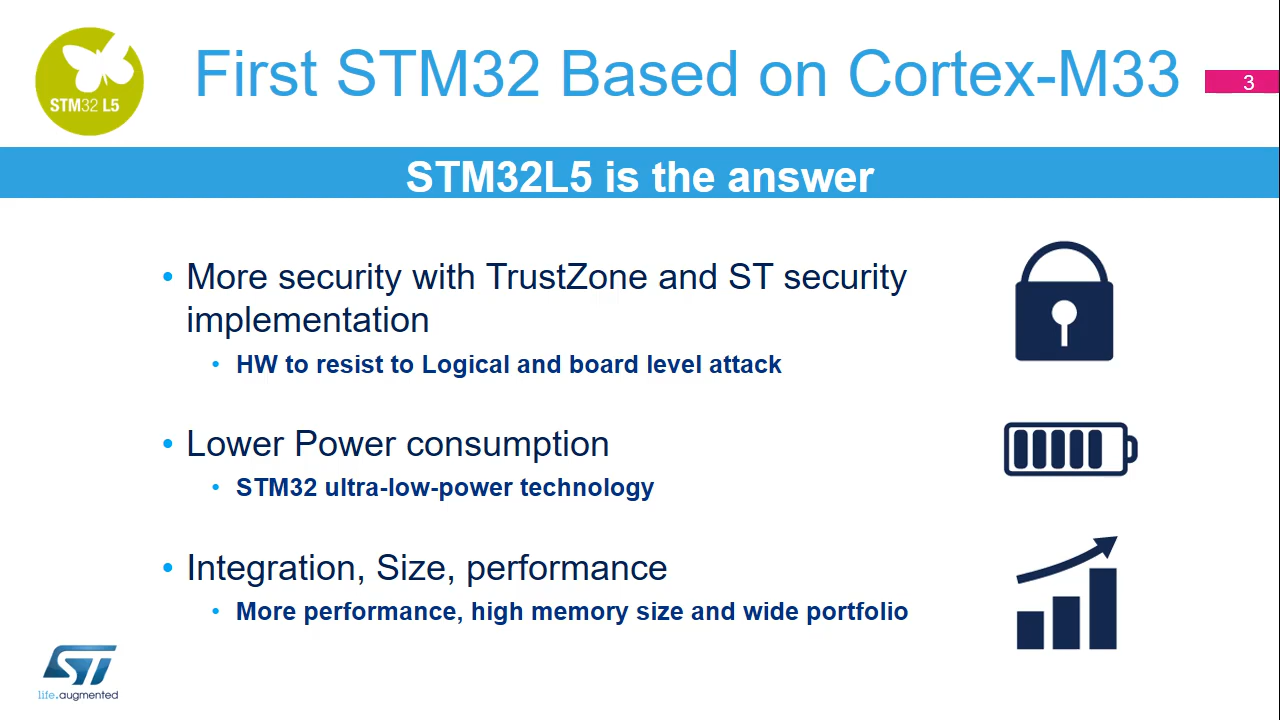 STM32 L5
First STM32 Based on Cortex-M33
3
STM32L5 is the answer
• More security with TrustZone and ST security
implementation
• HW to resist to Logical and board level attack
• Lower Power consumption
• STM32 ultra-low-power technology
• Integration, Size, performance
• More performance, high memory size and wide portfolio
ST
life.augmented